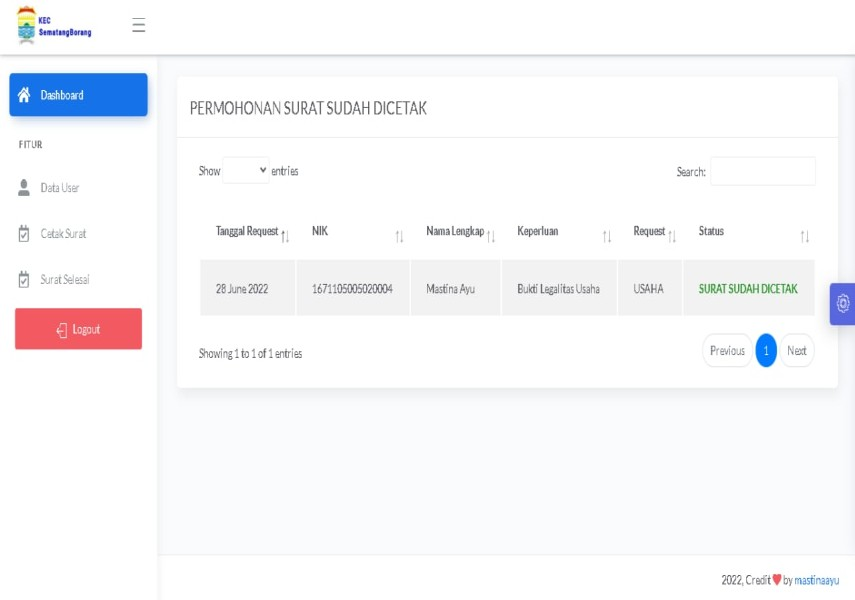 KEC
SematangBorang
Dashboard
FITUR
Data User
Cetak Surat
Surat Selesai
Logout
PERMOHONAN SURAT SUDAH DICETAK
Show entries
Search:
Tanggal Request NIK Nama Lengkap Keperluan Request Status
28 June 2022 1671105005020004 Mastina Ayu Bukti Legalitas Usaha USAHA SURAT SUDAH DICETAK
Showing 1 to 1 of 1 entries
Previous 1 Next
2022, Credit by mastinaayu